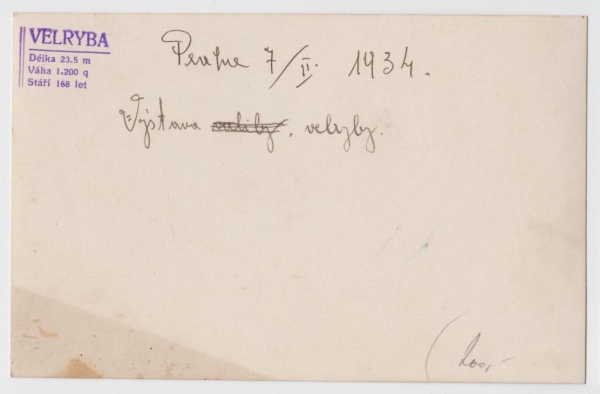 VELRYBA
Délka 23.5 m
Váha 1.200 q
Stáří 168 let
Praha 7/II. 1934.
Výstava velryby.